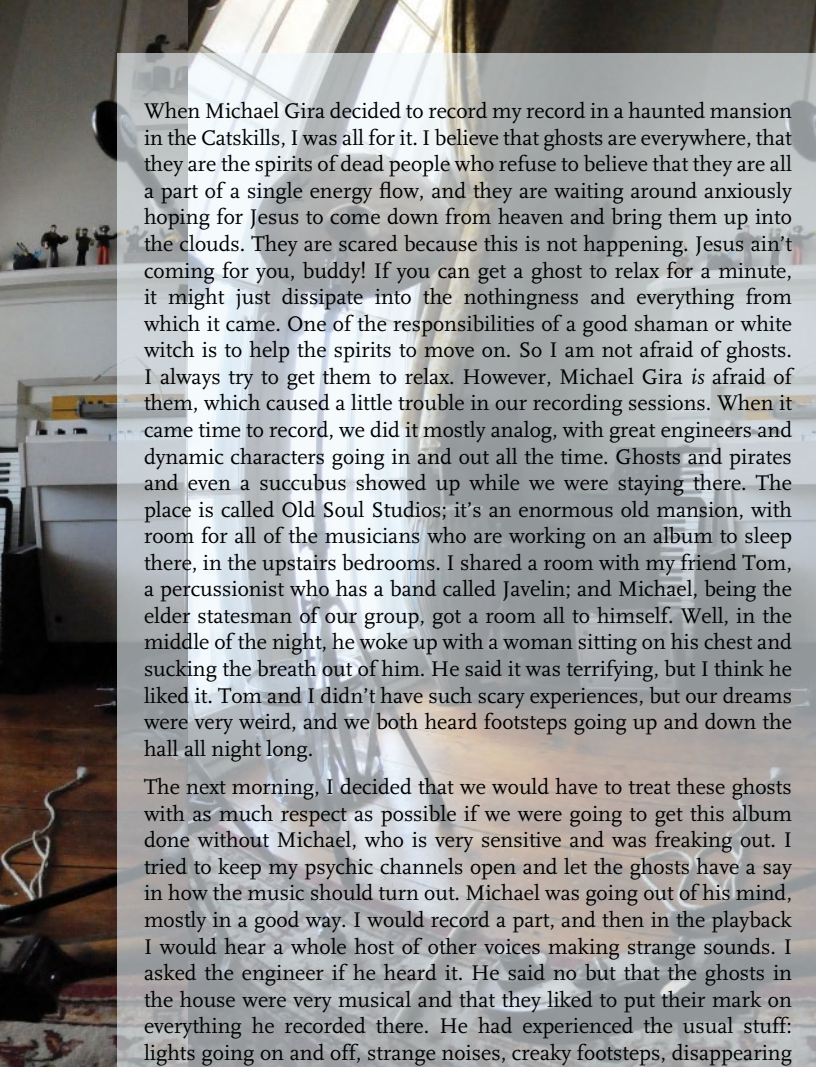 When Michael Gira decided to record my record in a haunted mansion
in the Catskills, I was all for it. I believe that ghosts are everywhere, that
they are the spirits of dead people who refuse to believe that they are all
a part of a single energy flow, and they are waiting around anxiously
hoping for Jesus to come down from heaven and bring them up into
the clouds. They are scared because this is not happening. Jesus ain’t
coming for you, buddy! If you can get a ghost to relax for a minute,
it might just dissipate into the nothingness and everything from
which it came. One of the responsibilities of a good shaman or white
witch is to help the spirits to move on. So I am not afraid of ghosts.
I always try to get them to relax. However, Michael Gira is afraid of
them, which caused a little trouble in our recording sessions. When it
came time to record, we did it mostly analog, with great engineers and
dynamic characters going in and out all the time. Ghosts and pirates
and even a succubus showed up while we were staying there. The
place is called Old Soul Studios; it’s an enormous old mansion, with
room for all of the musicians who are working on an album to sleep
there, in the upstairs bedrooms. I shared a room with my friend Tom,
a percussionist who has a band called Javelin; and Michael, being the
elder statesman of our group, got a room all to himself. Well, in the
middle of the night, he woke up with a woman sitting on his chest and
sucking the breath out of him. He said it was terrifying, but I think he
liked it. Tom and I didn’t have such scary experiences, but our dreams
were very weird, and we both heard footsteps going up and down the
hall all night long.
The next morning, I decided that we would have to treat these ghosts
with as much respect as possible if we were going to get this album
done without Michael, who is very sensitive and was freaking out. I
tried to keep my psychic channels open and let the ghosts have a say
in how the music should turn out. Michael was going out of his mind,
mostly in a good way. I would record a part, and then in the playback
I would hear a whole host of other voices making strange sounds. I
asked the engineer if he heard it. He said no but that the ghosts in
the house were very musical and that they liked to put their mark on
everything he recorded there. He had experienced the usual stuff:
lights going on and off, strange noises, creaky footsteps, disappearing